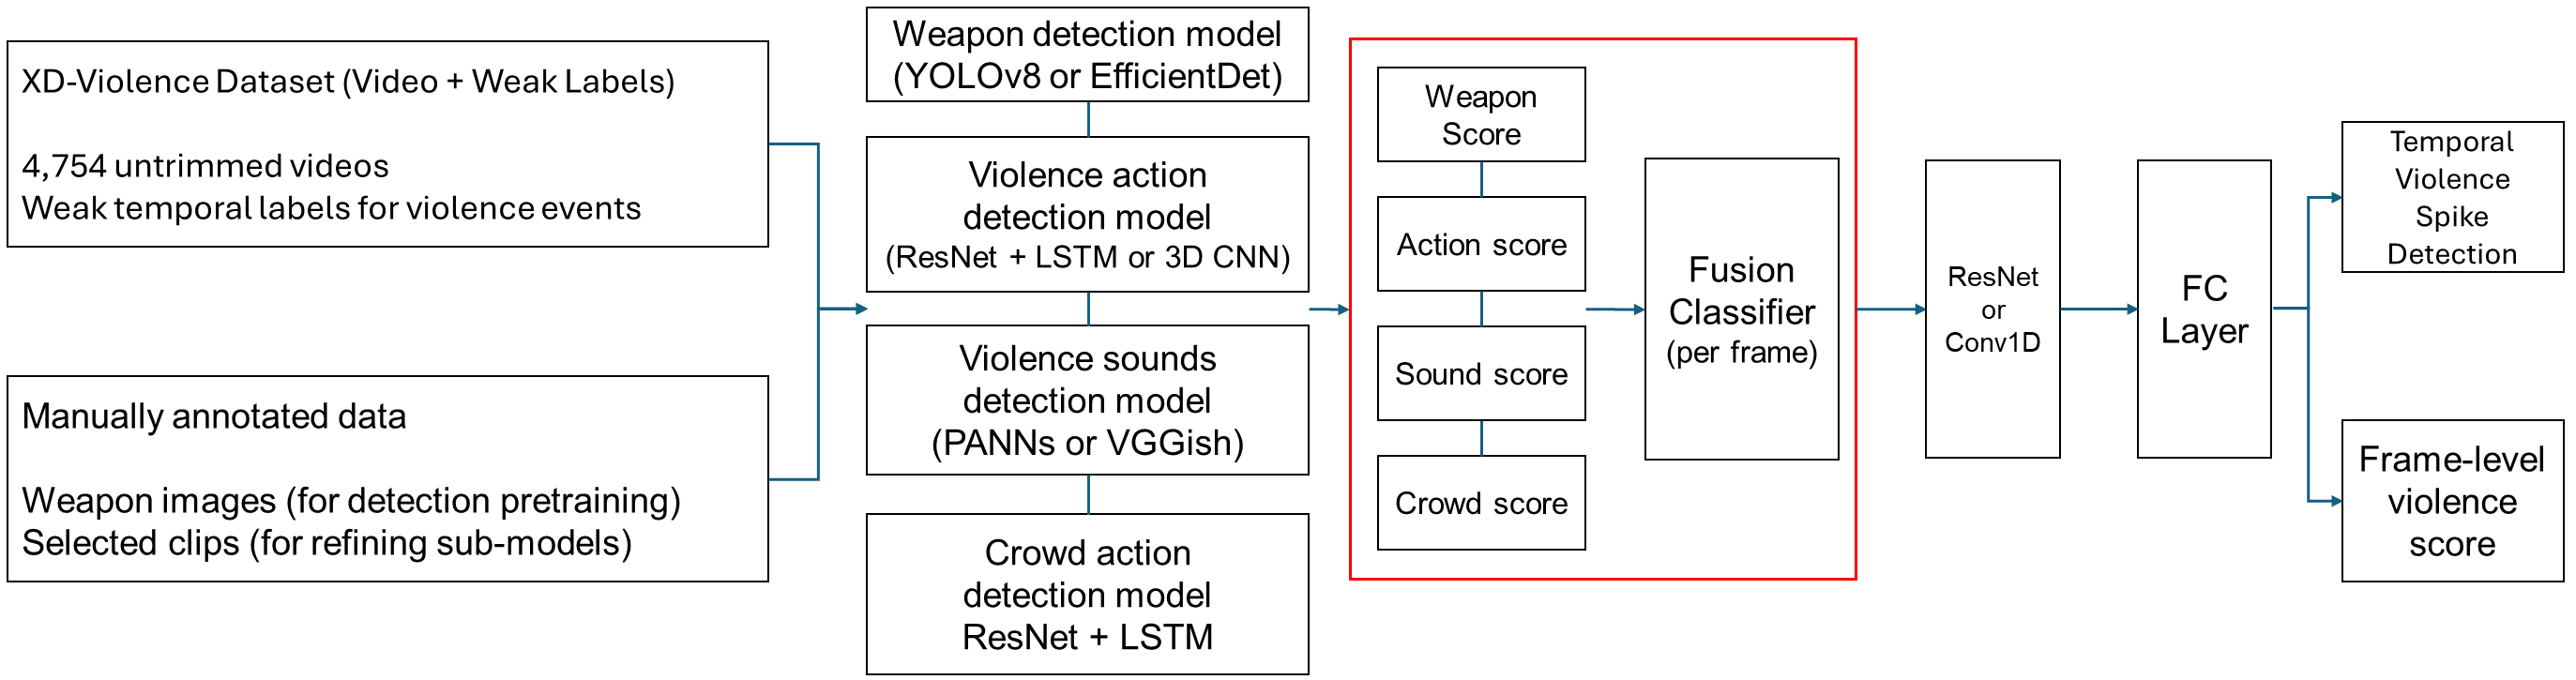 XD-Violence Dataset (Video + Weak Labels)
4,754 untrimmed videos
Weak temporal labels for violence events
Manually annotated data
Weapon images (for detection pretraining)
Selected clips (for refining sub-models)
Weapon detection model
(YOLOv8 or EfficientDet)
Violence action
detection model
(ResNet + LSTM or 3D CNN)
Violence sounds
detection model
(PANNs or VGGish)
Crowd action
detection model
ResNet + LSTM
Weapon
Score
Action score
Sound score
Crowd score
Fusion
Classifier
(per frame)
ResNet
or
Conv1D
FC
Layer
Temporal
Violence
Spike
Detection
Frame-level
violence
score